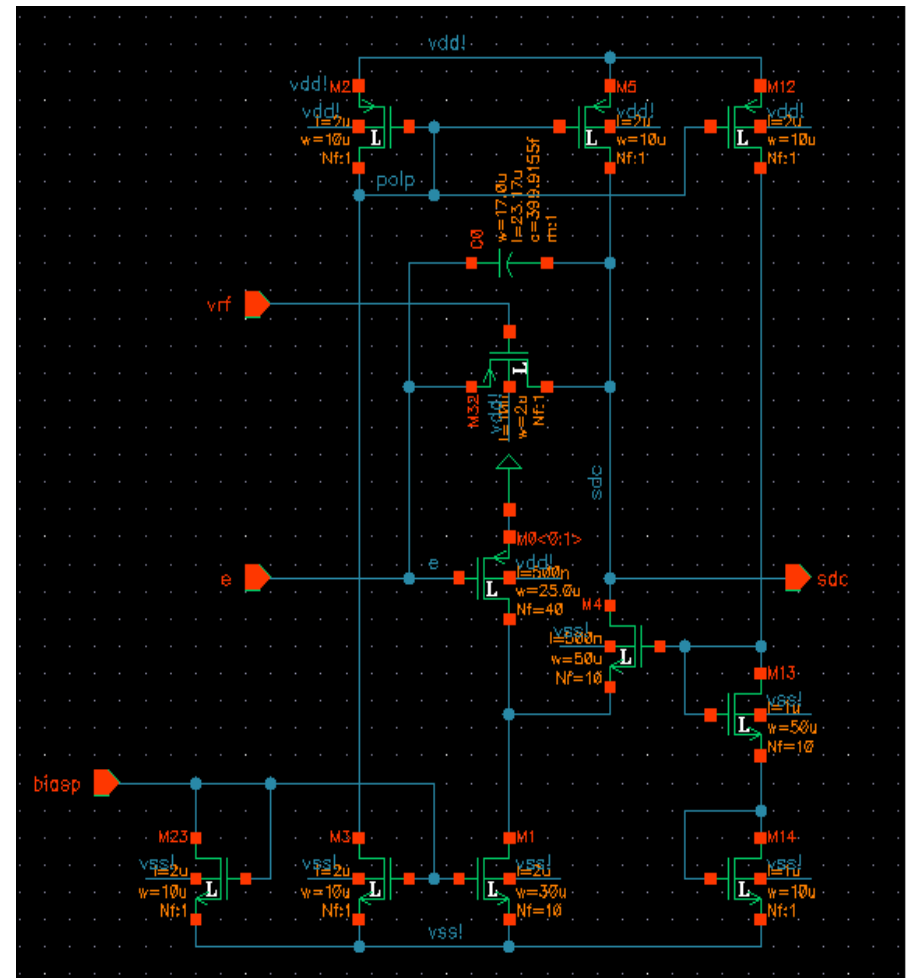 vdd!
vdd!
M2
vdd!
l=2u
w=10u
Nf:1
L
M5
vdd!
l=2u
w=10u
Nf:1
L
M12
vdd!
l=2u
w=10u
Nf:1
L
polp
C0
w=17.0u
l=23.17u
c=399.9155f
m:1
vrf
L
M32
vdd!
l=10u
w=2u
Nf:1
sdc
M0<0:1>
e
e
vdd!
l=500n
w=25.0u
Nf=40
L
sdc
M4
vss!
l=500n
w=50u
Nf=10
L
M13
vss!
l=1u
w=50u
Nf=10
L
biasp
M23
vss!
l=2u
w=10u
Nf:1
L
M3
vss!
l=2u
w=10u
Nf:1
L
M1
vss!
l=2u
w=30u
Nf=10
L
M14
vss!
l=1u
w=10u
Nf:1
L
vss!